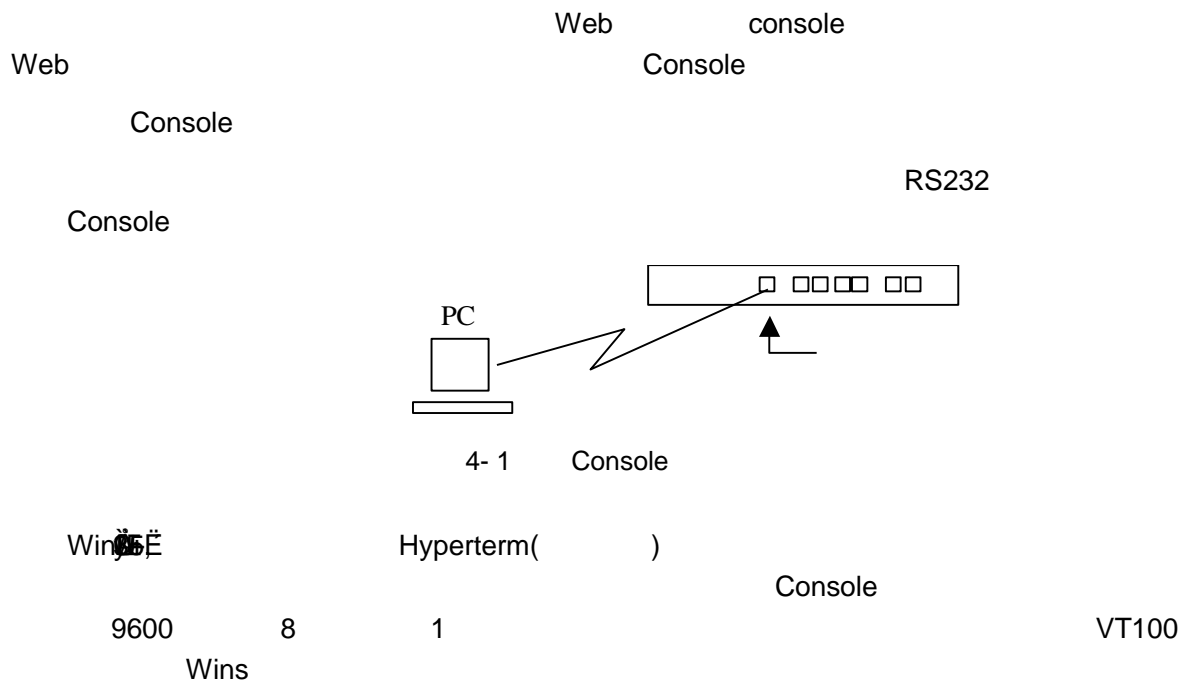 Web console
Web Console
Console
RS232
Console
PC
4- 1 Console
Hyperterm( )
Console
9600 8 1 VT100
Wins